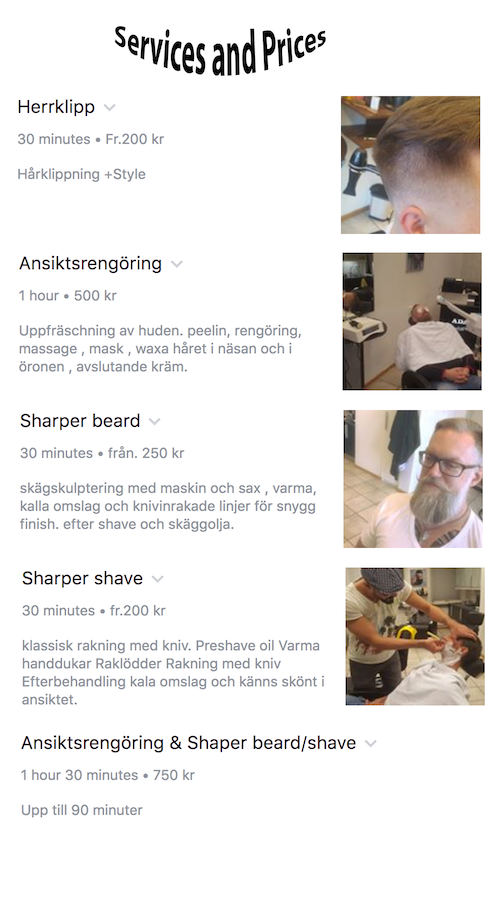 Services and Prices
Herrklipp
30 minutes • Fr.200 kr
Hårklippning +Style
Ansiktsrengöring
1 hour • 500 kr
Uppfräschning av huden. peelin, rengöring,
massage , mask , waxa håret i näsan och i
öronen , avslutande kräm.
Sharper beard
30 minutes • från. 250 kr
skägskulptering med maskin och sax , varma,
kalla omslag och knivinrakade linjer för snygg
finish. efter shave och skäggolja.
Sharper shave
30 minutes • fr.200 kr
klassisk rakning med kniv. Preshave oil Varma
handdukar Raklödder Rakning med kniv
Efterbehandling kala omslag och känns skönt i
ansiktet.
Ansiktsrengöring & Shaper beard/shave
1 hour 30 minutes • 750 kr
Upp till 90 minuter